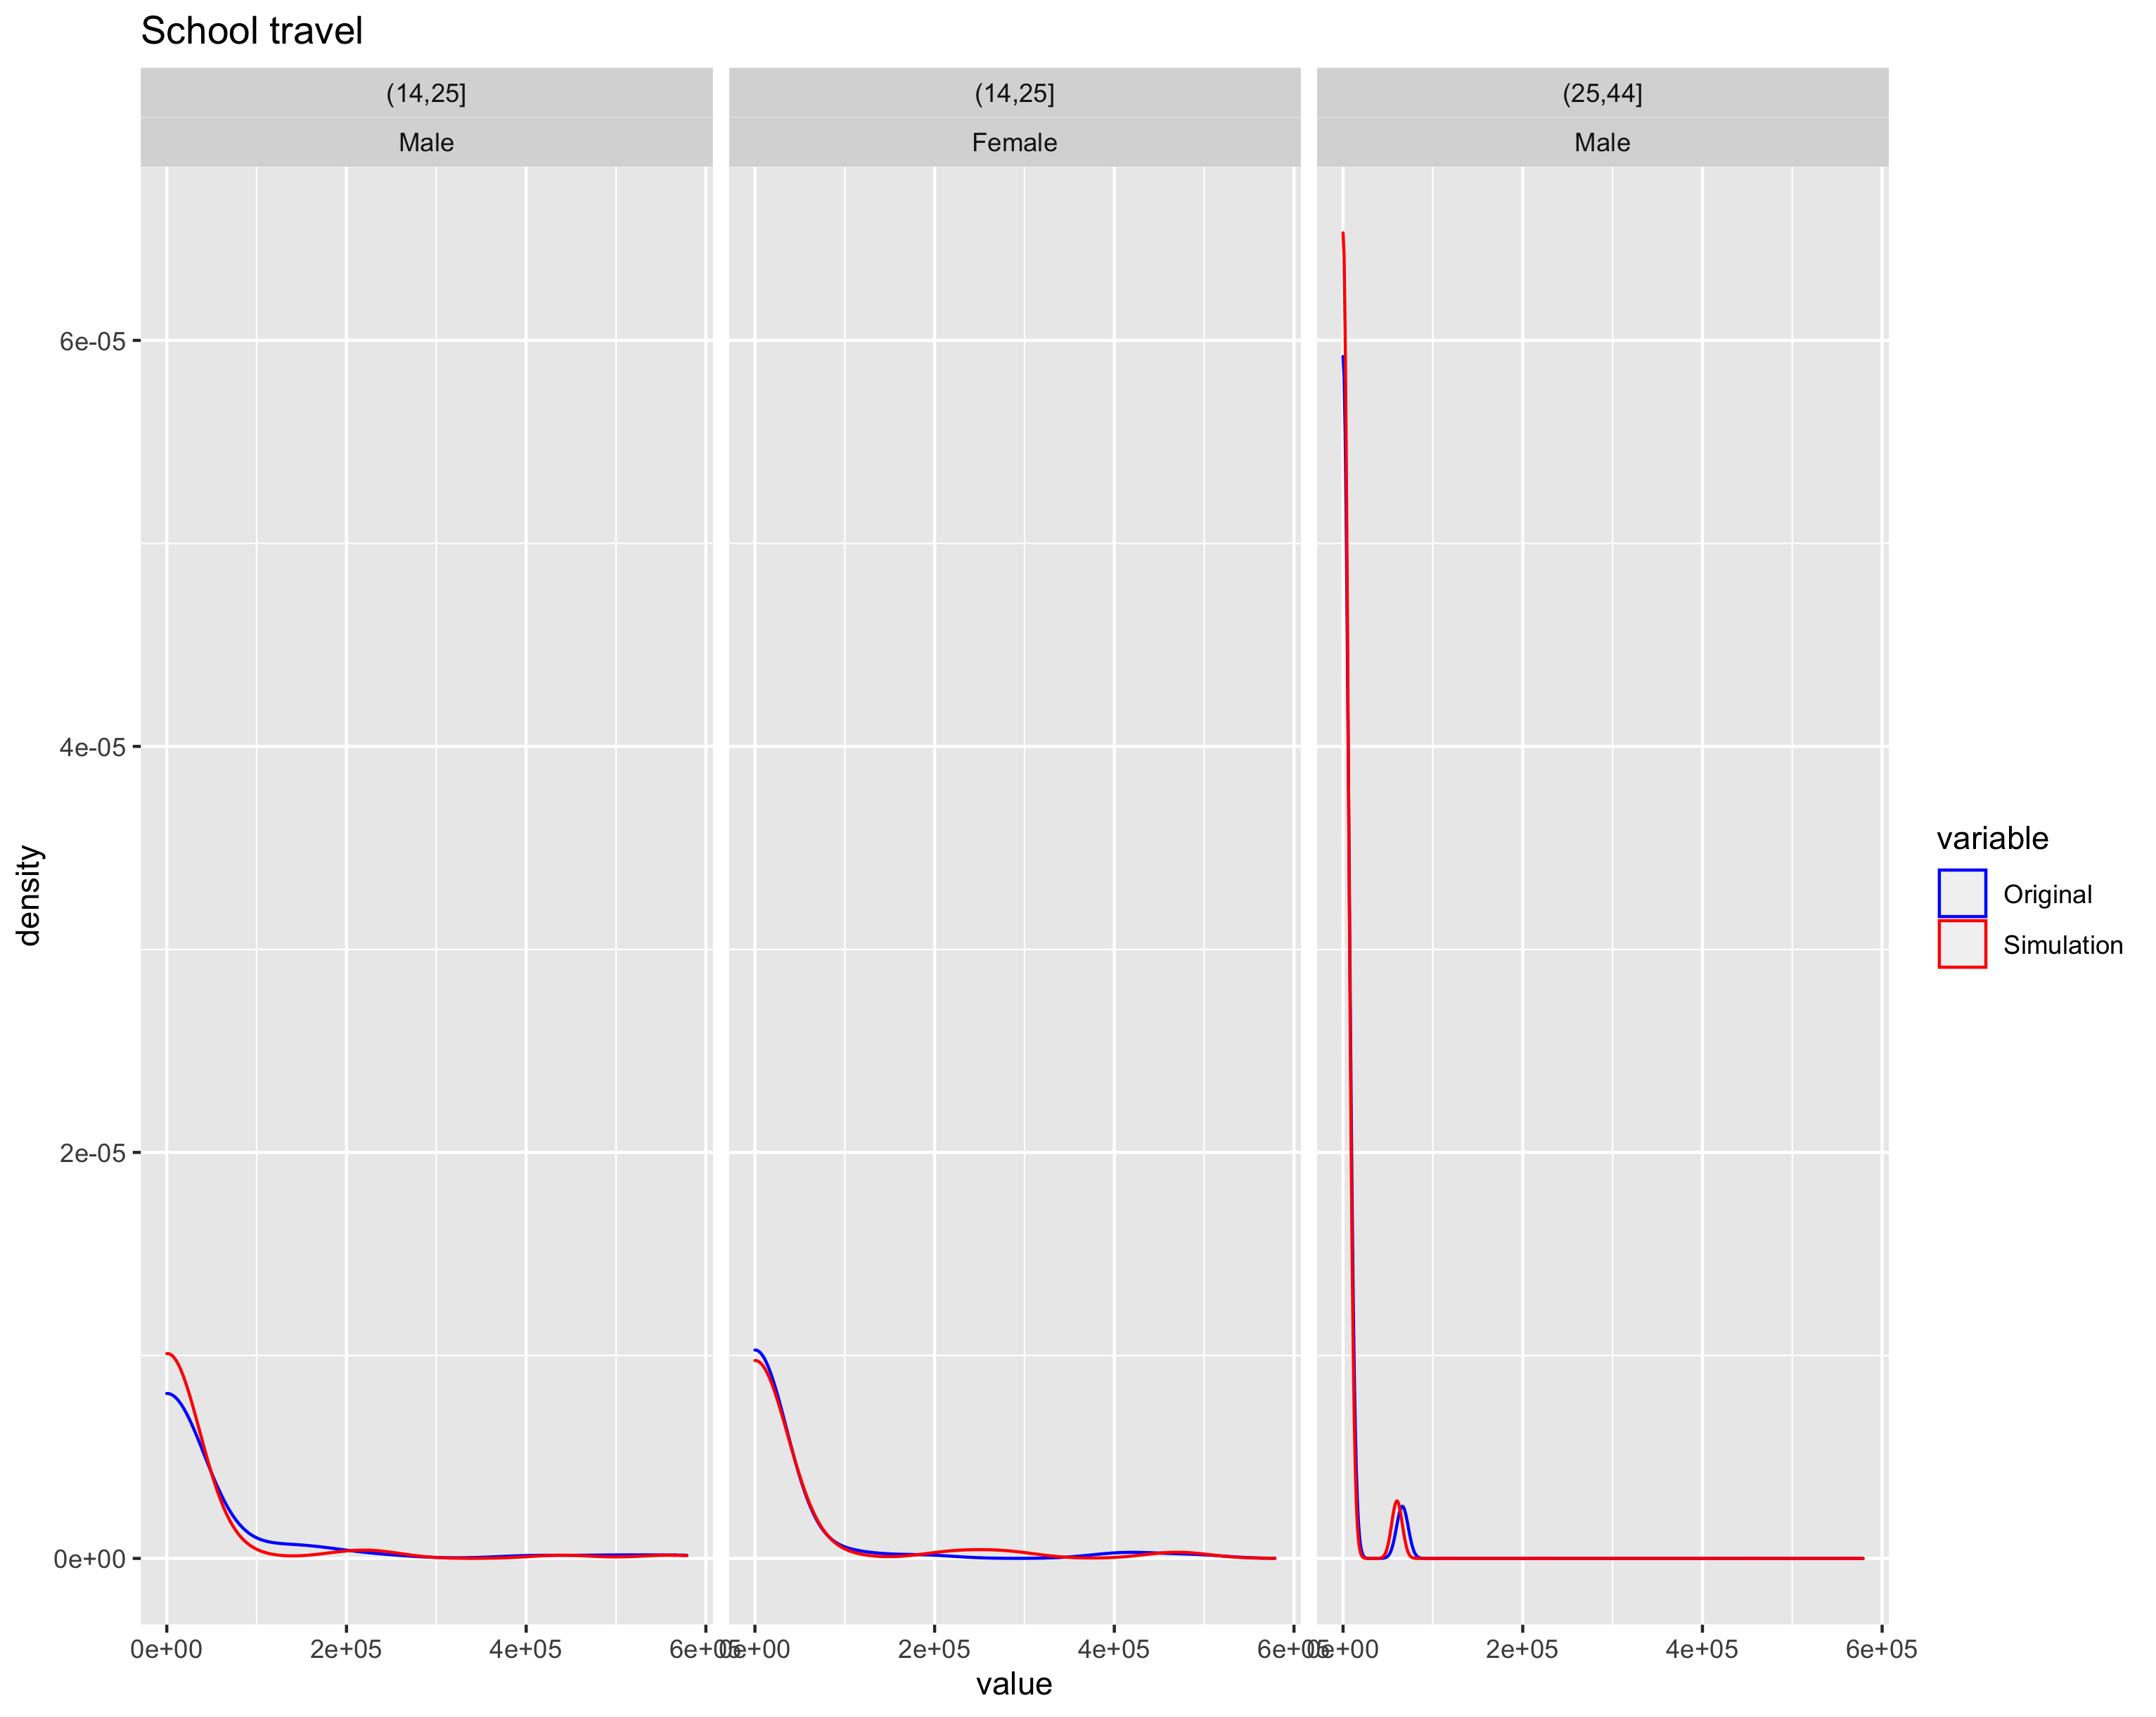 School travel
(14,25] (14,25] (25,44]
Male Female Male
6e-05
4e-05
2e-05
0e+00
density
variable
Original
Simulation
0e+00 2e+05 4e+05 6e+05 0e+00 2e+05 4e+05 6e+05 0e+00 2e+05 4e+05 6e+05
value